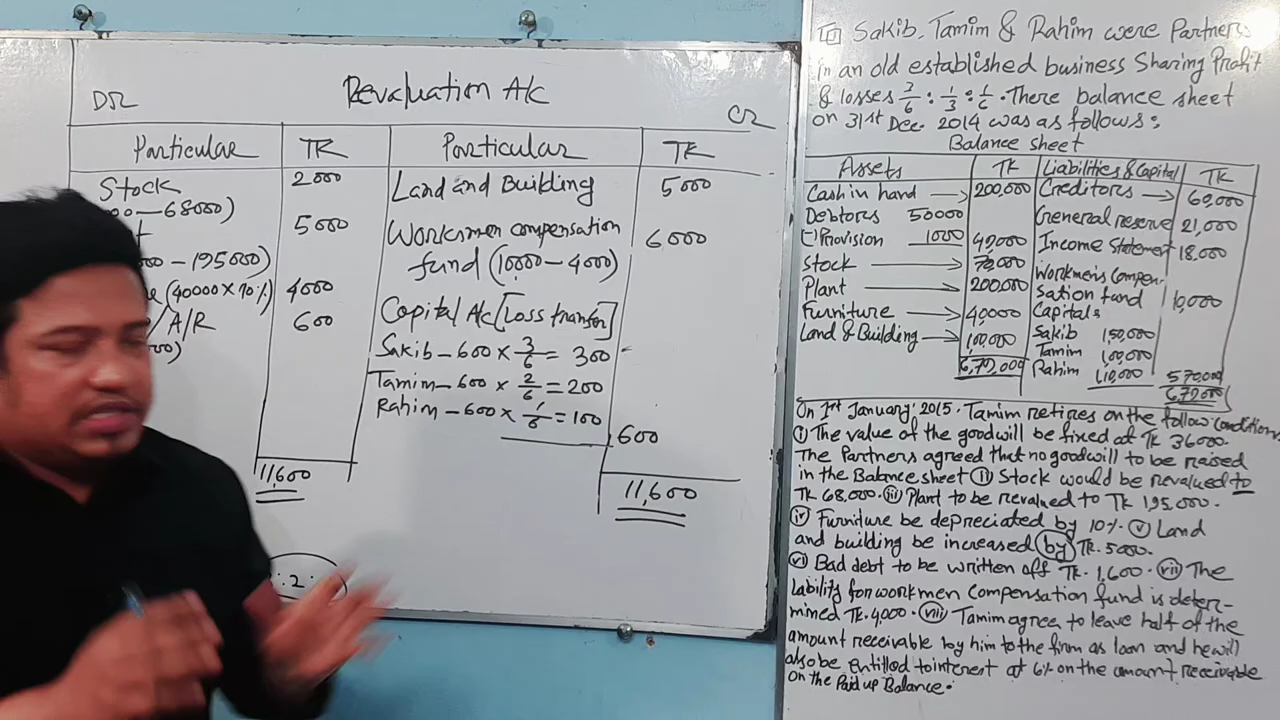 Revaluation A/C
DR
CR
Particular TK Particular TK
Stock 2000 Land and Building 5000
00 — 68000)
5000 Worksmen compensation 6000
00 — 195000) fund (10000 — 4000)
(40000 x 10%) 4000 Capital A/C [Loss transfer]
/A/R 600
Sakib — 600 x 3/6 = 300
Tamim — 600 x 2/6 = 200
Rahim — 600 x 1/6 = 100
600
11,600 11,600
:2:
Sakib, Tamim & Rahim were Partners
in an old established business Sharing Profit
& losses 3/6 : 1/3 : 1/6 . There balance sheet
on 31st Dec. 2014 was as follows:
Balance sheet
Assets TK Liabilities & Capital TK
Cash in hand → 200,000 Creditors → 60,000
Debtors 50000 General reserve 21,000
(-) Provision 1000 49,000 Income Statement 18,000
Stock → 70,000 Workmen's Compen-
Plant → 200,000 sation fund 10,000
Furniture → 40,000 Capitals
Land & Building → 100,000 Sakib 150,000
Tamim 100,000
Rahim 110,000 570,000
6,79,000 6,79,000
On 1st January, 2015. Tamim retires on the follow conditions
(i) The value of the goodwill be fixed at TK 36000.
The Partners agreed that no goodwill to be raised
in the Balance sheet (ii) Stock would be revalued to
TK 68,000. (iii) Plant to be revalued to TK 195,000.
(iv) Furniture be depreciated by 10% (v) Land
and building be increased by TK. 5000.
(vi) Bad debt to be written off TK. 1,600. (vii) The
lability for workmen compensation fund is deter-
mined TK. 4,000. (viii) Tamim agree to leave half of the
amount receivable by him to the firm as loan and he will
also be entilled to interest at 6% on the amount receivable
on the Paid up Balance.